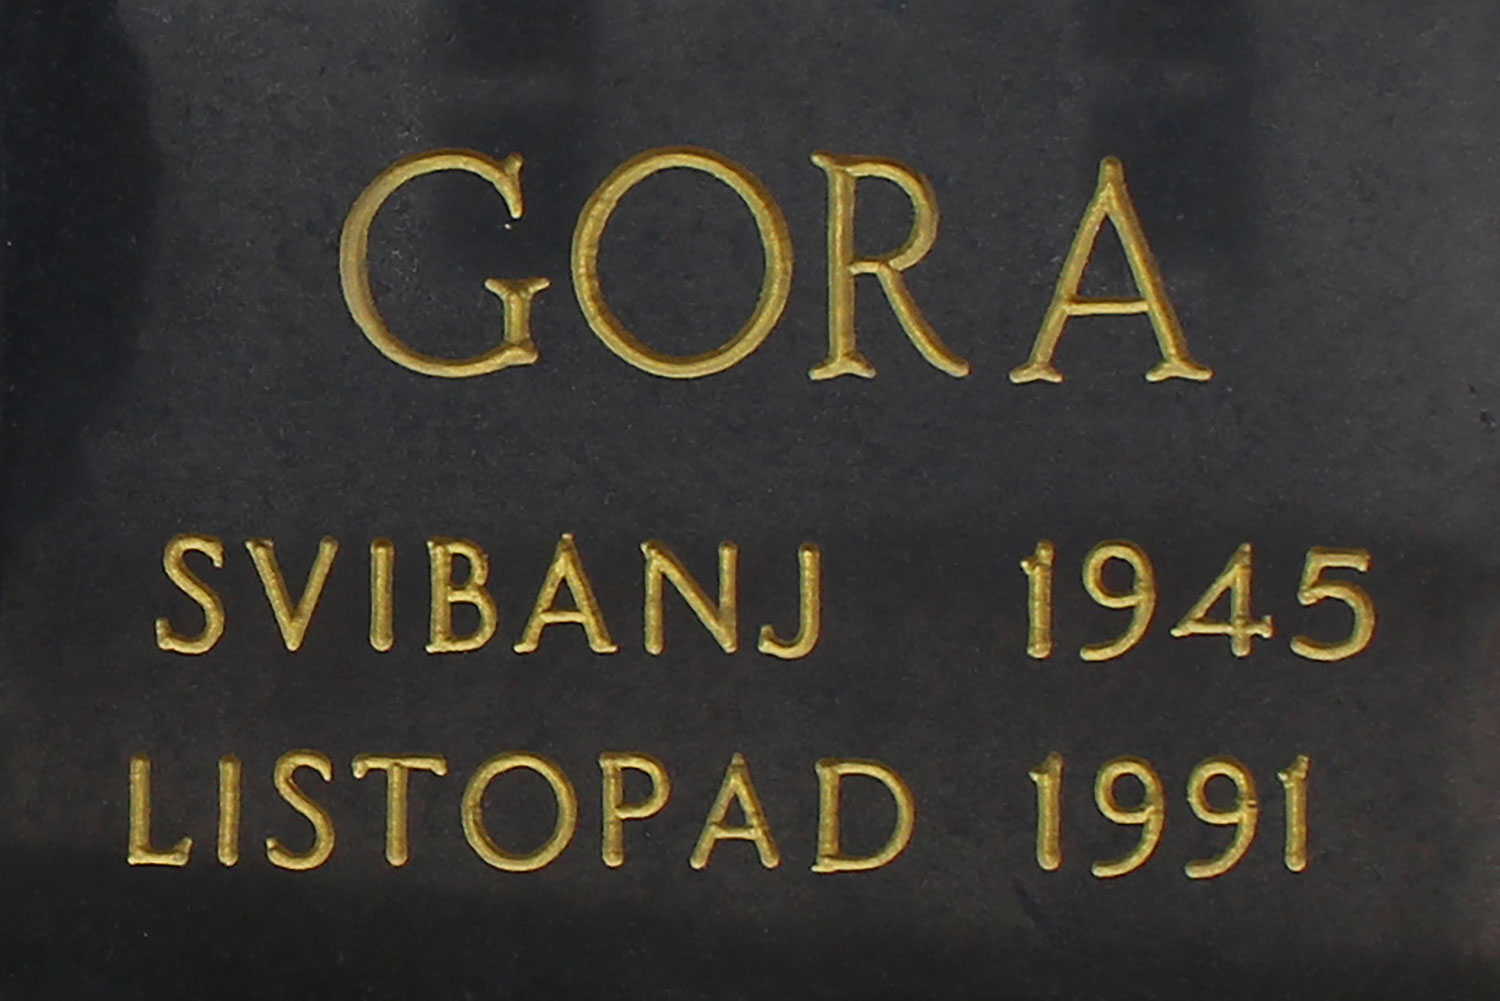 GORA
SVIBANJ 1945
LISTOPAD 1991